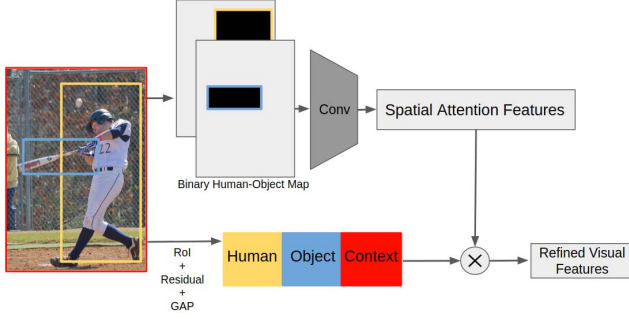 Conv
Spatial Attention Features
Binary Human-Object Map
22
RoI
+
Residual
+
GAP
Human
Object
Context
Refined Visual
Features